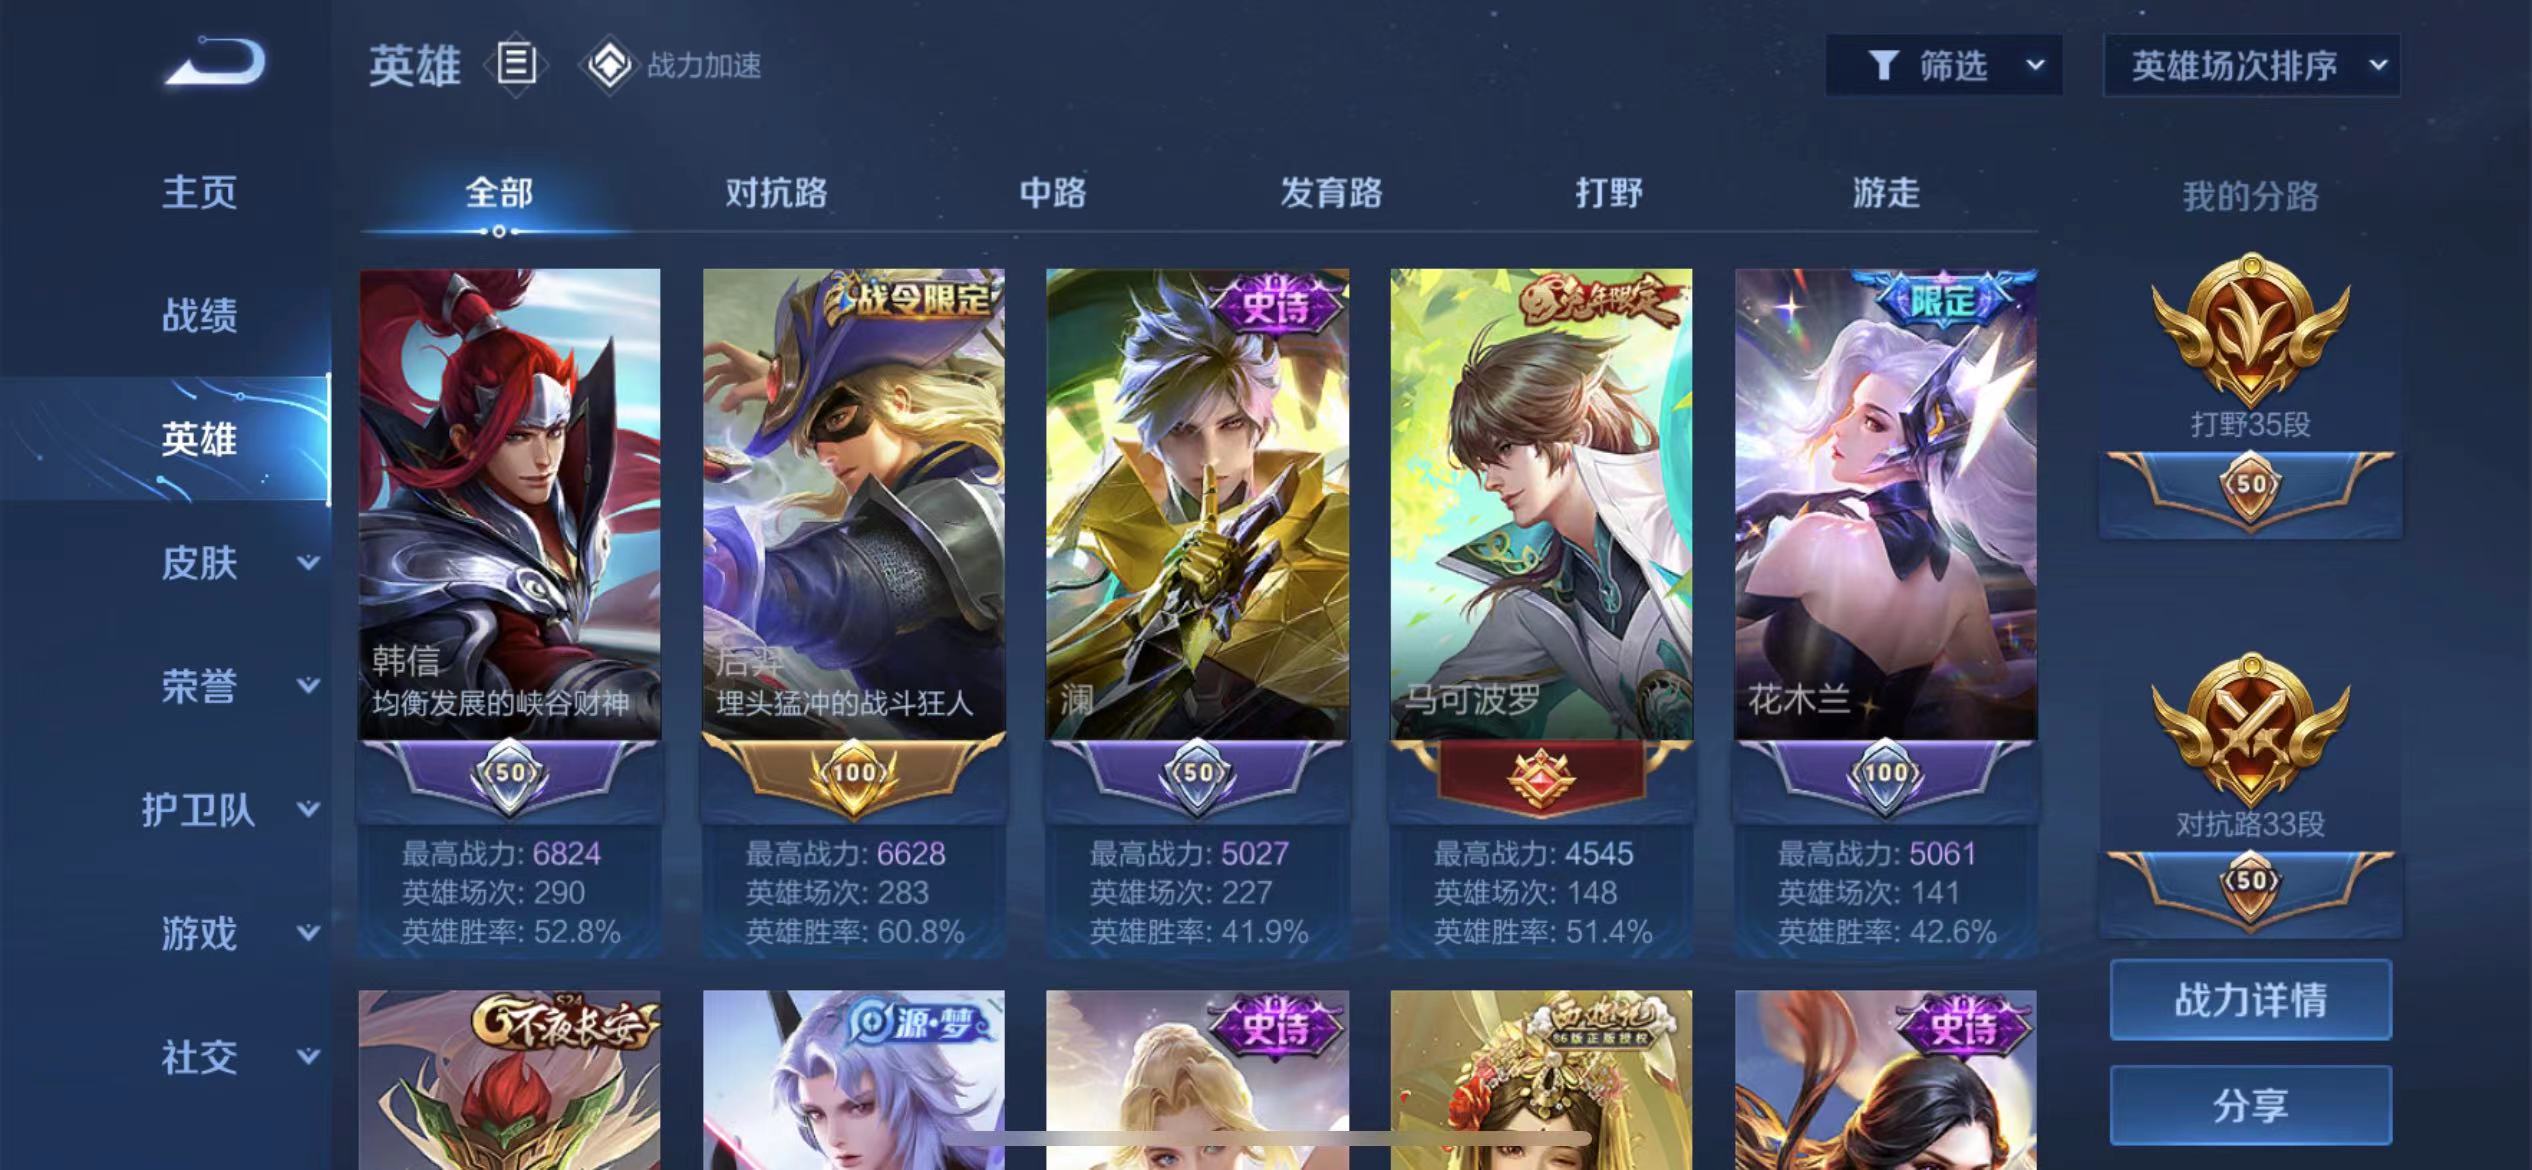 英雄
战力加速
筛选
英雄场次排序
主页
战绩
英雄
皮肤
荣誉
护卫队
游戏
社交
全部
对抗路
中路
发育路
打野
游走
我的分路
韩信
均衡发展的峡谷财神
50
最高战力: 6824
英雄场次: 290
英雄胜率: 52.8%
战令限定
后羿
埋头猛冲的战斗狂人
100
最高战力: 6628
英雄场次: 283
英雄胜率: 60.8%
史诗
澜
50
最高战力: 5027
英雄场次: 227
英雄胜率: 41.9%
兔年限定
马可波罗
最高战力: 4545
英雄场次: 148
英雄胜率: 51.4%
限定
花木兰
100
最高战力: 5061
英雄场次: 141
英雄胜率: 42.6%
打野35段
50
对抗路33段
50
战力详情
分享
S24
不夜长安
源·梦
史诗
西游记
86版正版授权
史诗